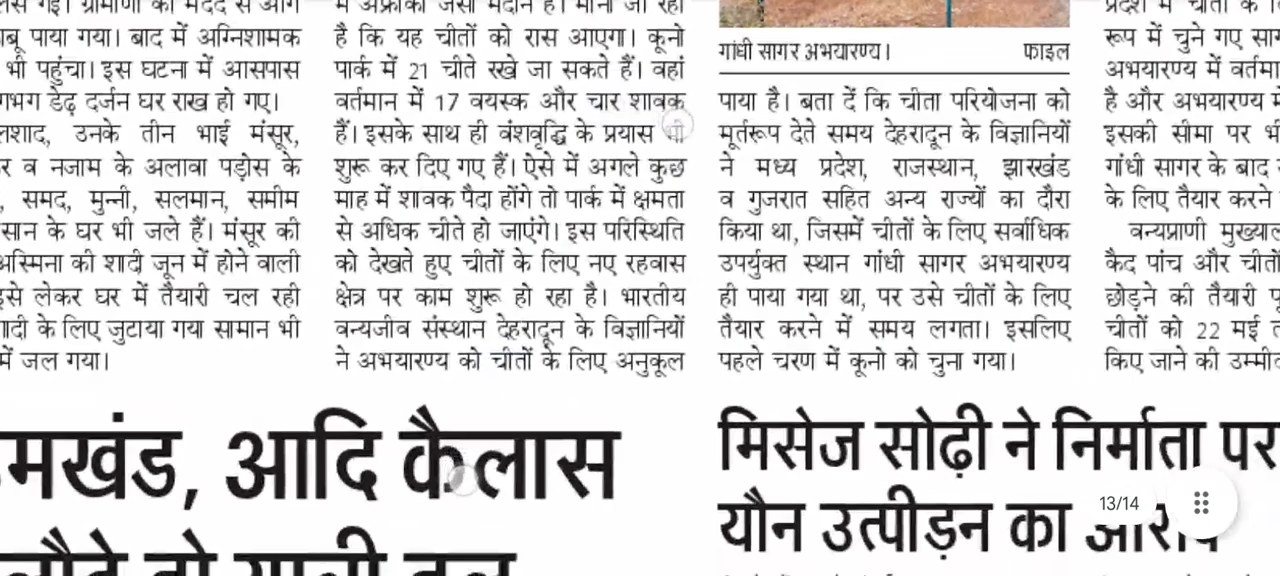 बू पाया गया। बाद में अग्निशामक
भी पहुंचा। इस घटना में आसपास
गभग डेढ़ दर्जन घर राख हो गए।
लशाद, उनके तीन भाई मंसूर,
र व नजाम के अलावा पड़ोस के
, समद, मुन्नी, सलमान, समीम
सान के घर भी जले हैं। मंसूर की
अस्मिना की शादी जून में होने वाली
इसे लेकर घर में तैयारी चल रही
ादी के लिए जुटाया गया सामान भी
में जल गया।
में अफ्रीका जैसा मैदान है। माना जा रहा
है कि यह चीतों को रास आएगा। कूनो
पार्क में 21 चीते रखे जा सकते हैं। वहां
वर्तमान में 17 वयस्क और चार शावक
हैं। इसके साथ ही वंशवृद्धि के प्रयास भी
शुरू कर दिए गए हैं। ऐसे में अगले कुछ
माह में शावक पैदा होंगे तो पार्क में क्षमता
से अधिक चीते हो जाएंगे। इस परिस्थिति
को देखते हुए चीतों के लिए नए रहवास
क्षेत्र पर काम शुरू हो रहा है। भारतीय
वन्यजीव संस्थान देहरादून के विज्ञानियों
ने अभयारण्य को चीतों के लिए अनुकूल
गांधी सागर अभयारण्य। फाइल
पाया है। बता दें कि चीता परियोजना को
मूर्तरूप देते समय देहरादून के विज्ञानियों
ने मध्य प्रदेश, राजस्थान, झारखंड
व गुजरात सहित अन्य राज्यों का दौरा
किया था, जिसमें चीतों के लिए सर्वाधिक
उपर्युक्त स्थान गांधी सागर अभयारण्य
ही पाया गया था, पर उसे चीतों के लिए
तैयार करने में समय लगता। इसलिए
पहले चरण में कूनो को चुना गया।
रूप में चुने गए साग
अभयारण्य में वर्तमा
है और अभयारण्य में
इसकी सीमा पर भी
गांधी सागर के बाद
के लिए तैयार करने
वन्यप्राणी मुख्याल
कैद पांच और चीतों
छोड़ने की तैयारी पू
चीतों को 22 मई त
किए जाने की उम्मीद
मखंड, आदि कैलास
मिसेज सोढ़ी ने निर्माता पर
यौन उत्पीड़न का आरोप
13/14